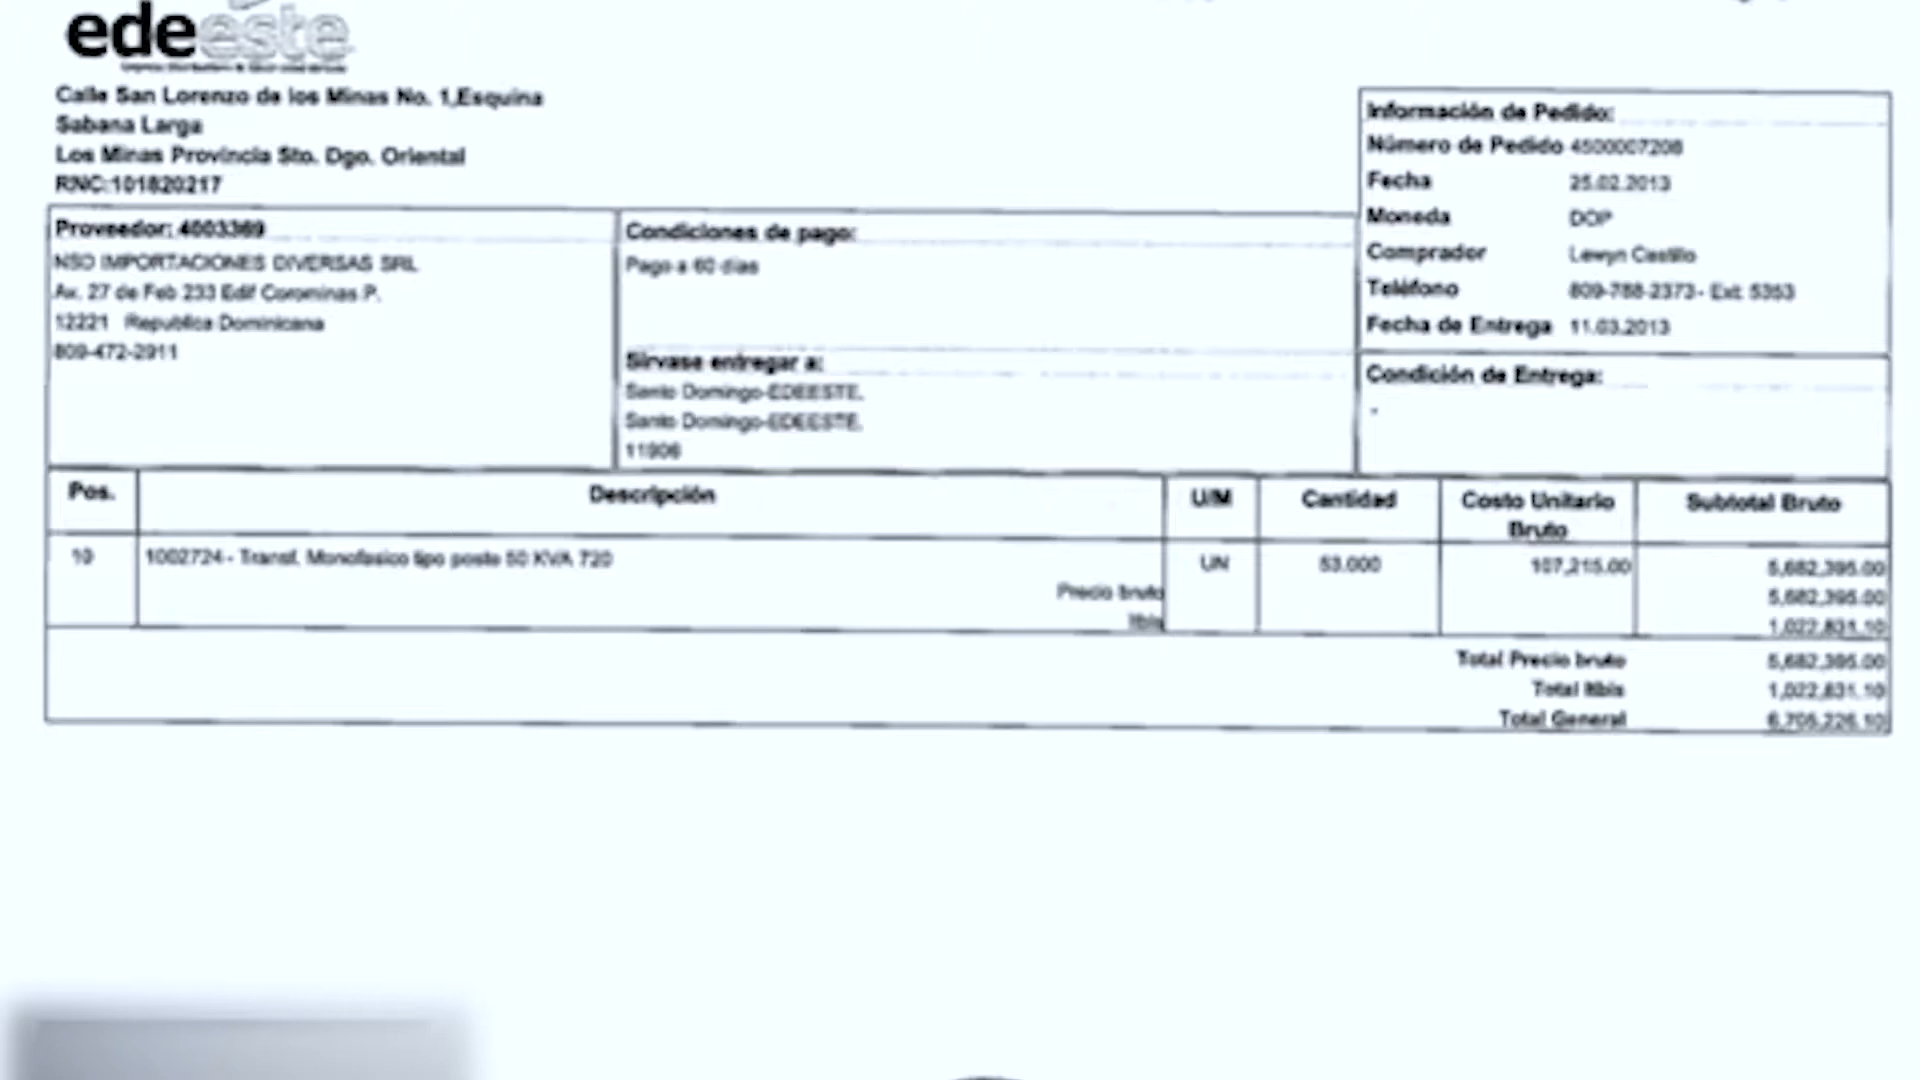 edeeste
Calle San Lorenzo de los Minas No. 1,Esquina
Sabana Larga
Los Minas Provincia Sto. Dgo. Oriental
RNC:101820217
Información de Pedido:
Número de Pedido 4500007208
Fecha 25.02.2013
Moneda DOP
Comprador Lewyn Castillo
Teléfono 809-788-2373- Ext: 5353
Fecha de Entrega 11.03.2013
Condición de Entrega:
Proveedor: 4003369
NSD IMPORTACIONES DIVERSAS SRL
Av. 27 de Feb 233 Edif Corominas P.
12221 Republica Dominicana
809-472-2911
Condiciones de pago:
Pago a 60 dias
Sírvase entregar a:
Santo Domingo-EDEESTE,
Santo Domingo-EDEESTE,
11906
Pos. Descripción U/M Cantidad Costo Unitario Bruto Subtotal Bruto
10 1002724- Transf. Monofasico tipo poste 50 KVA 720 UN 53.000 107,215.00 5,682,395.00
Precio bruto 5,682,395.00
Itbis 1,022,831.10
Total Precio bruto 5,682,395.00
Total Itbis 1,022,831.10
Total General 6,705,226.10